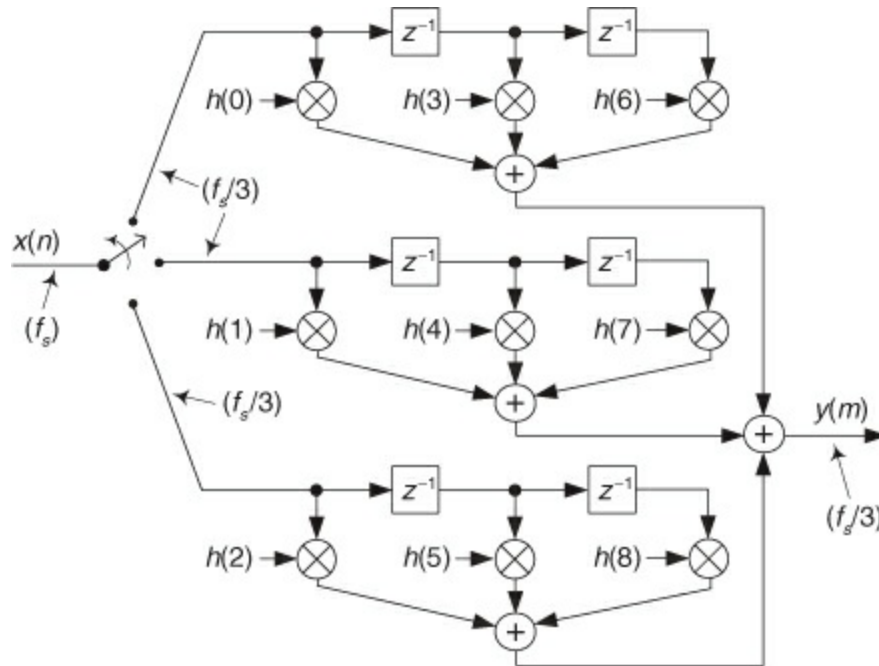 z⁻¹ z⁻¹
h(0) h(3) h(6)
(fₛ/3)
+
x(n)
(fₛ)
z⁻¹ z⁻¹
h(1) h(4) h(7)
+
(fₛ/3)
+
y(m)
(fₛ/3)
z⁻¹ z⁻¹
h(2) h(5) h(8)
+